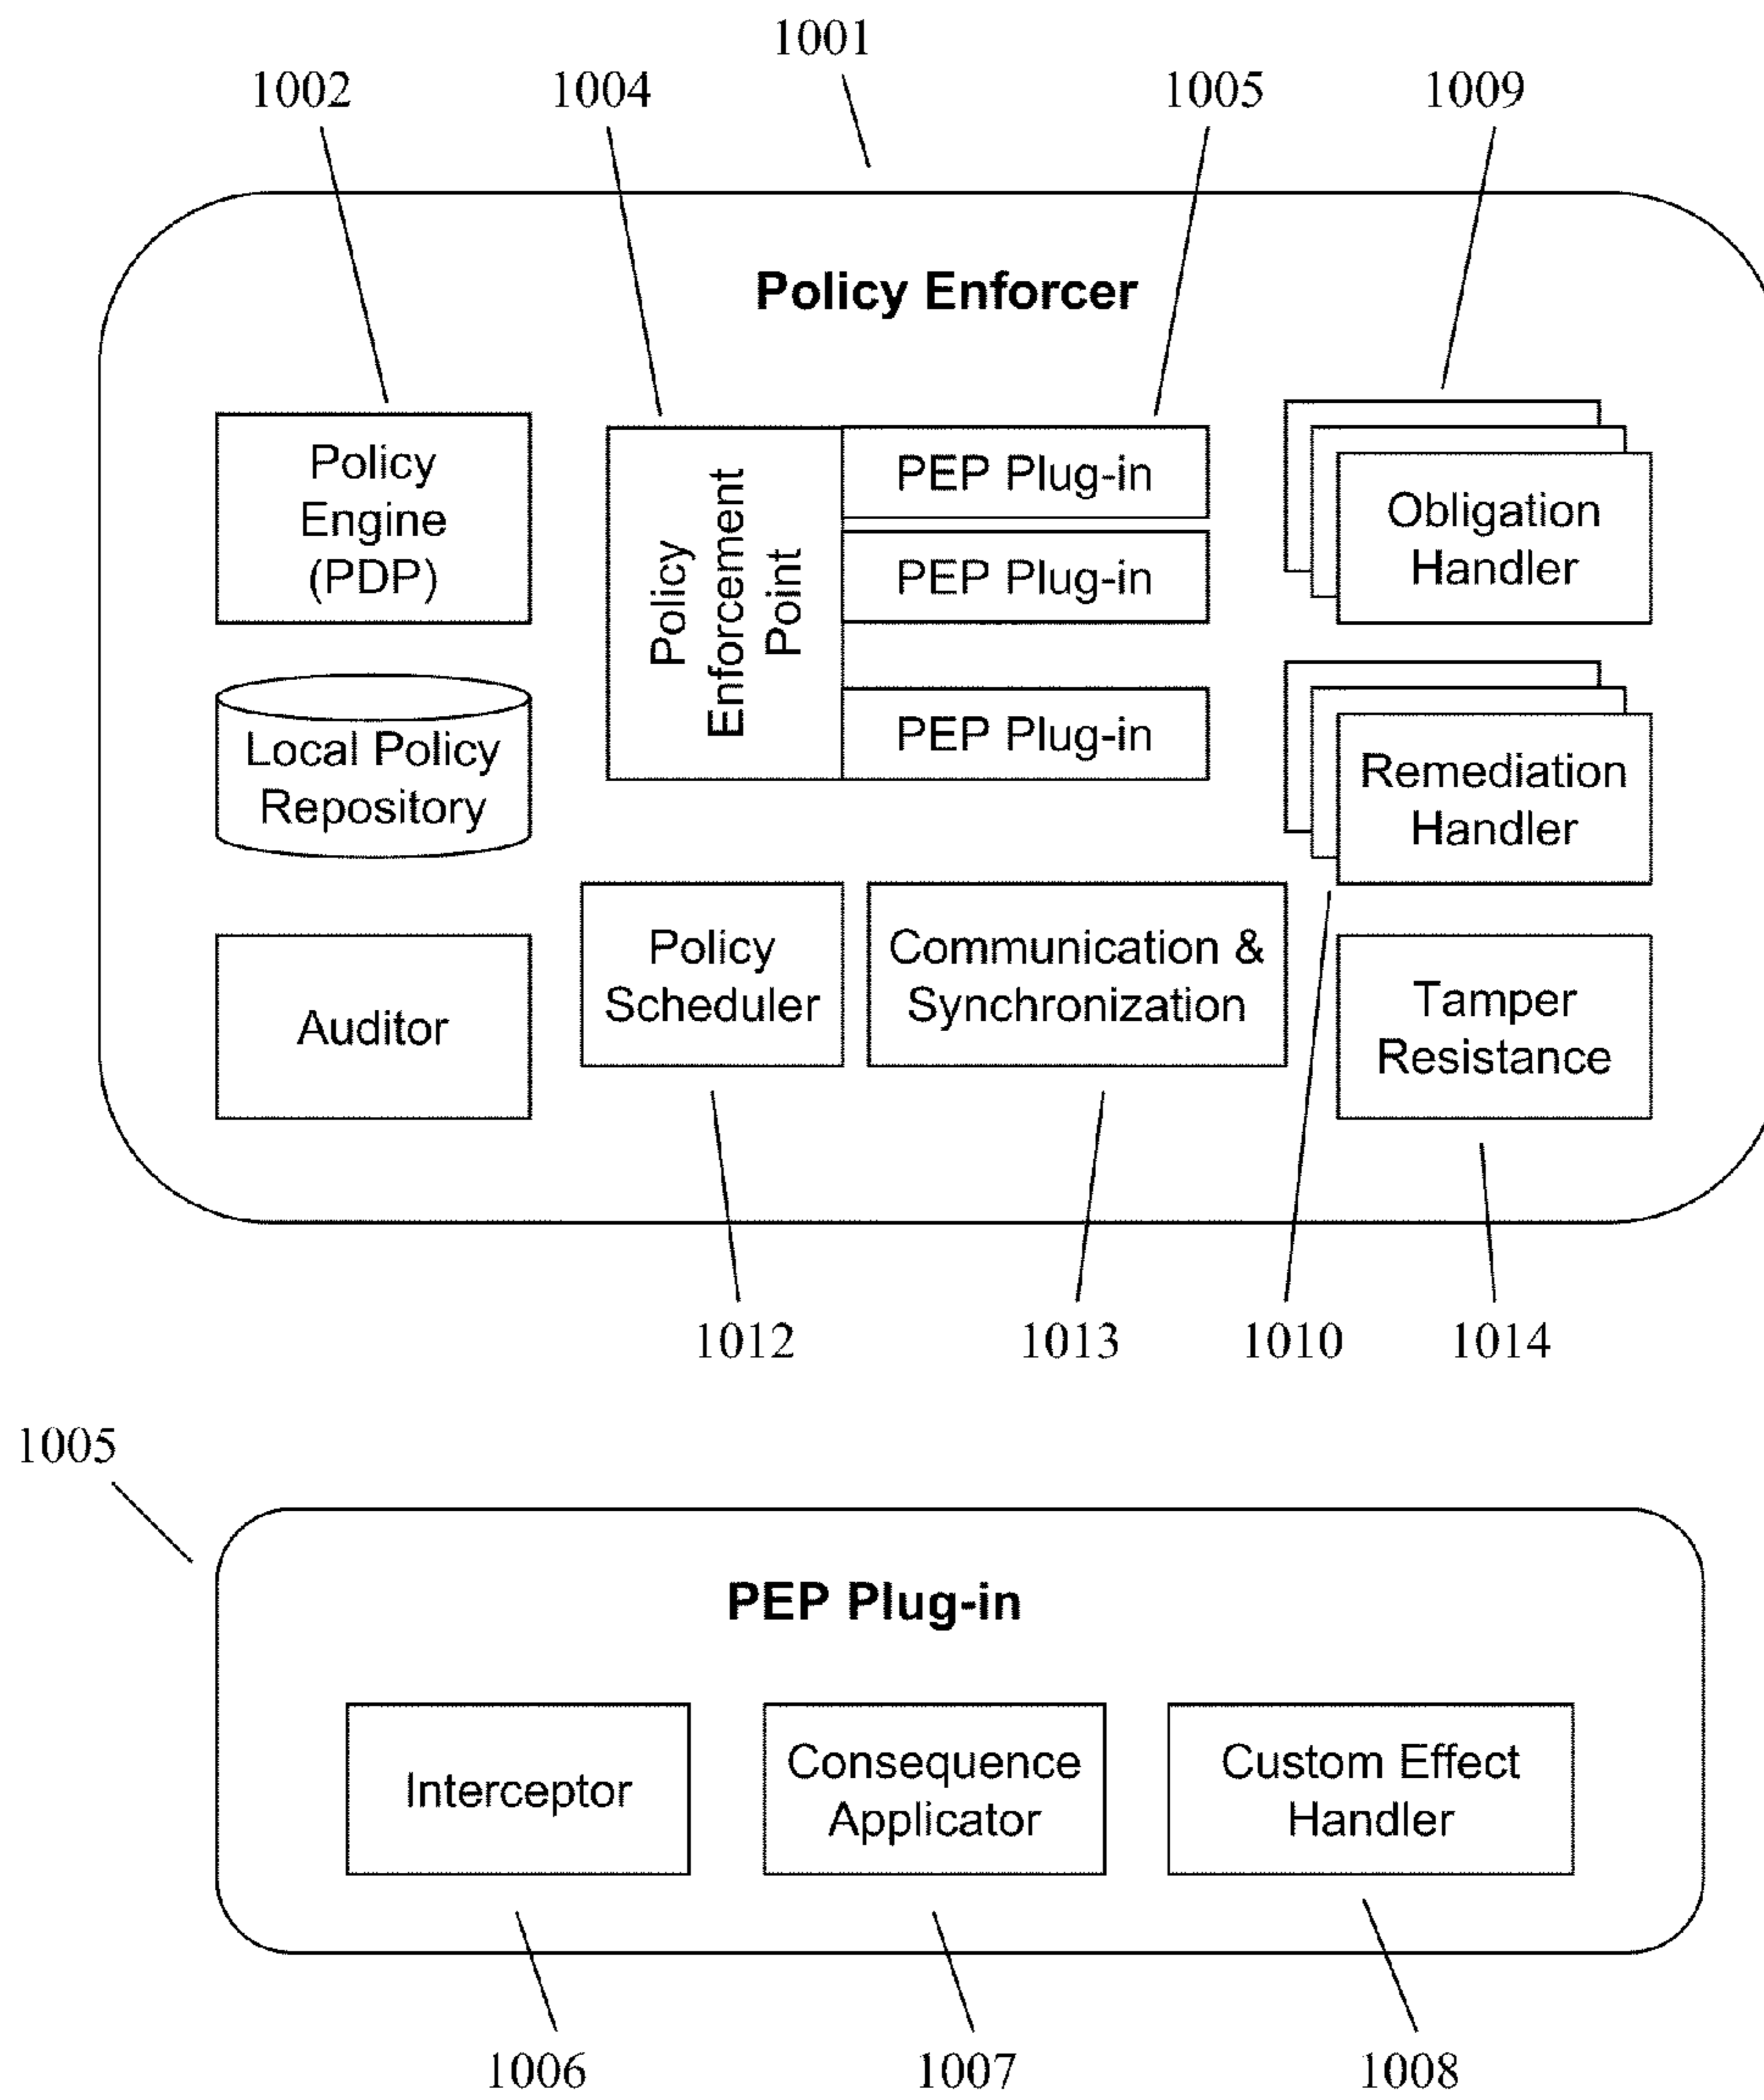 1001
1002
1004
1005
1009
Policy Enforcer
Policy
Engine
(PDP)
Policy
Enforcement
Point
PEP Plug-in
PEP Plug-in
PEP Plug-in
Obligation
Handler
Local Policy
Repository
Remediation
Handler
Auditor
Policy
Scheduler
Communication &
Synchronization
Tamper
Resistance
1012
1013
1010
1014
1005
PEP Plug-in
Interceptor
Consequence
Applicator
Custom Effect
Handler
1006
1007
1008